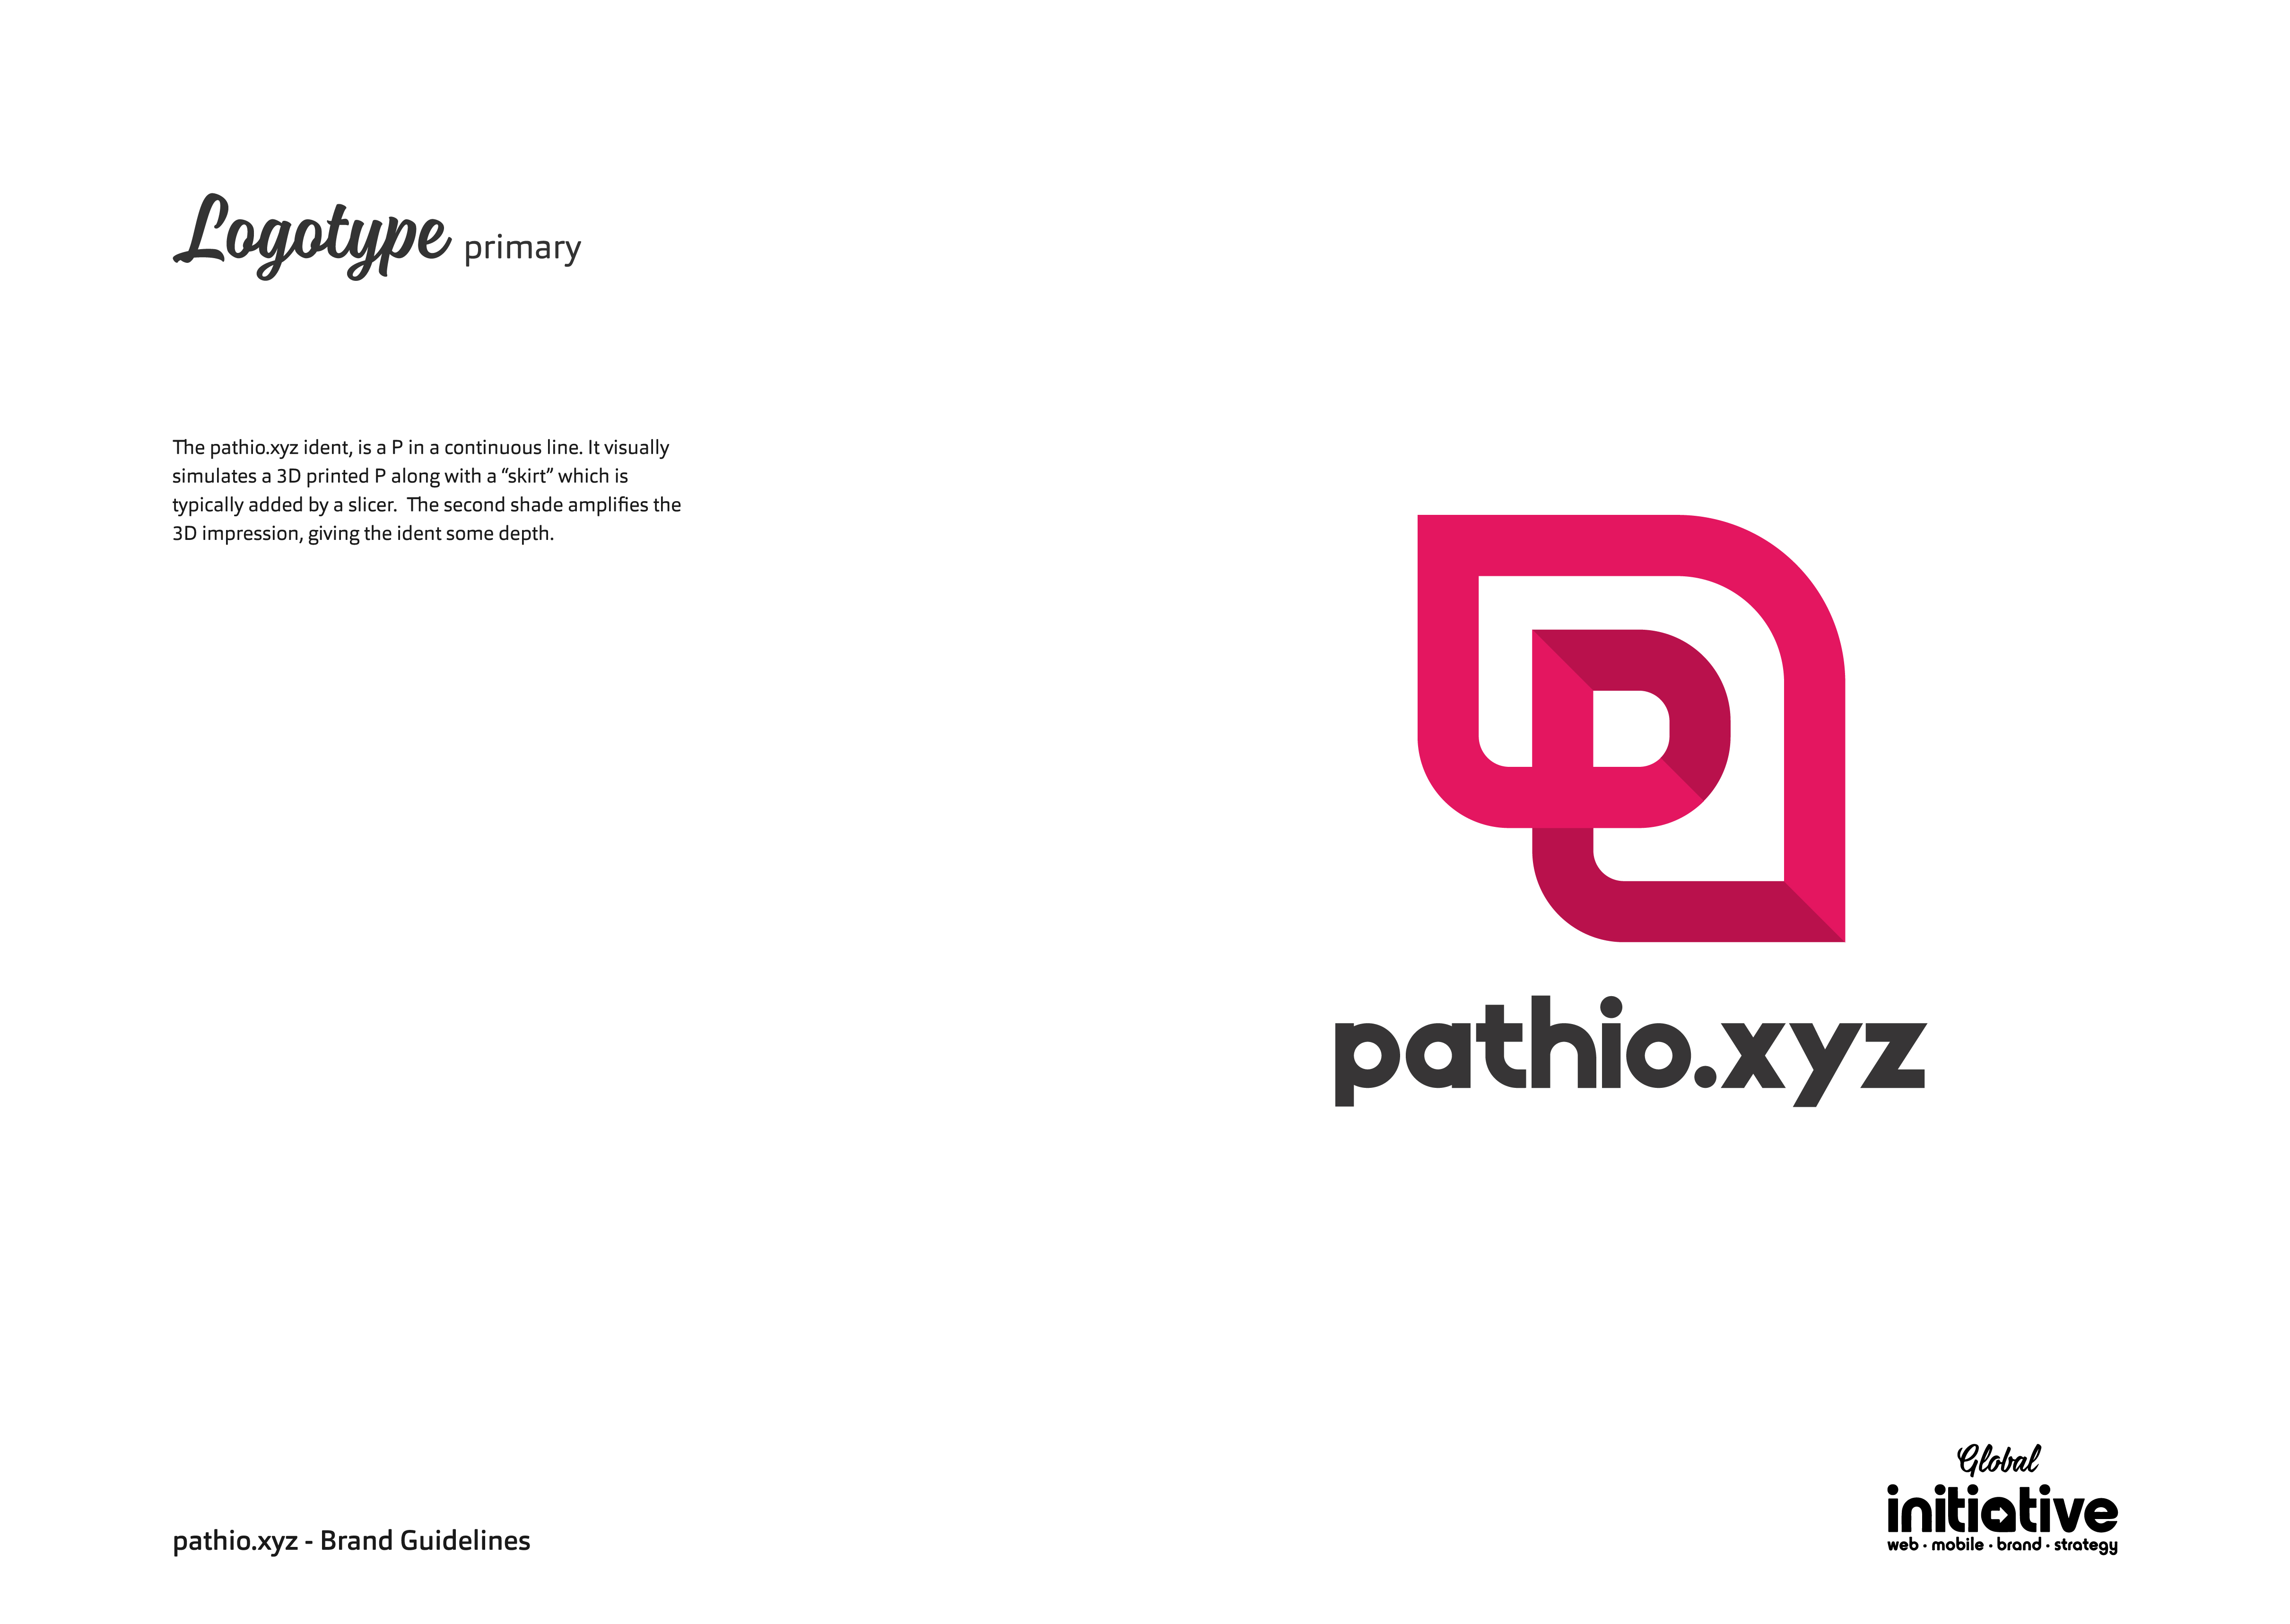 Logotype primary
The pathio.xyz ident, is a P in a continuous line. It visually
simulates a 3D printed P along with a “skirt” which is
typically added by a slicer.  The second shade amplifies the
3D impression, giving the ident some depth.
pathio.xyz
pathio.xyz - Brand Guidelines
Global
initiative
web · mobile · brand · strategy